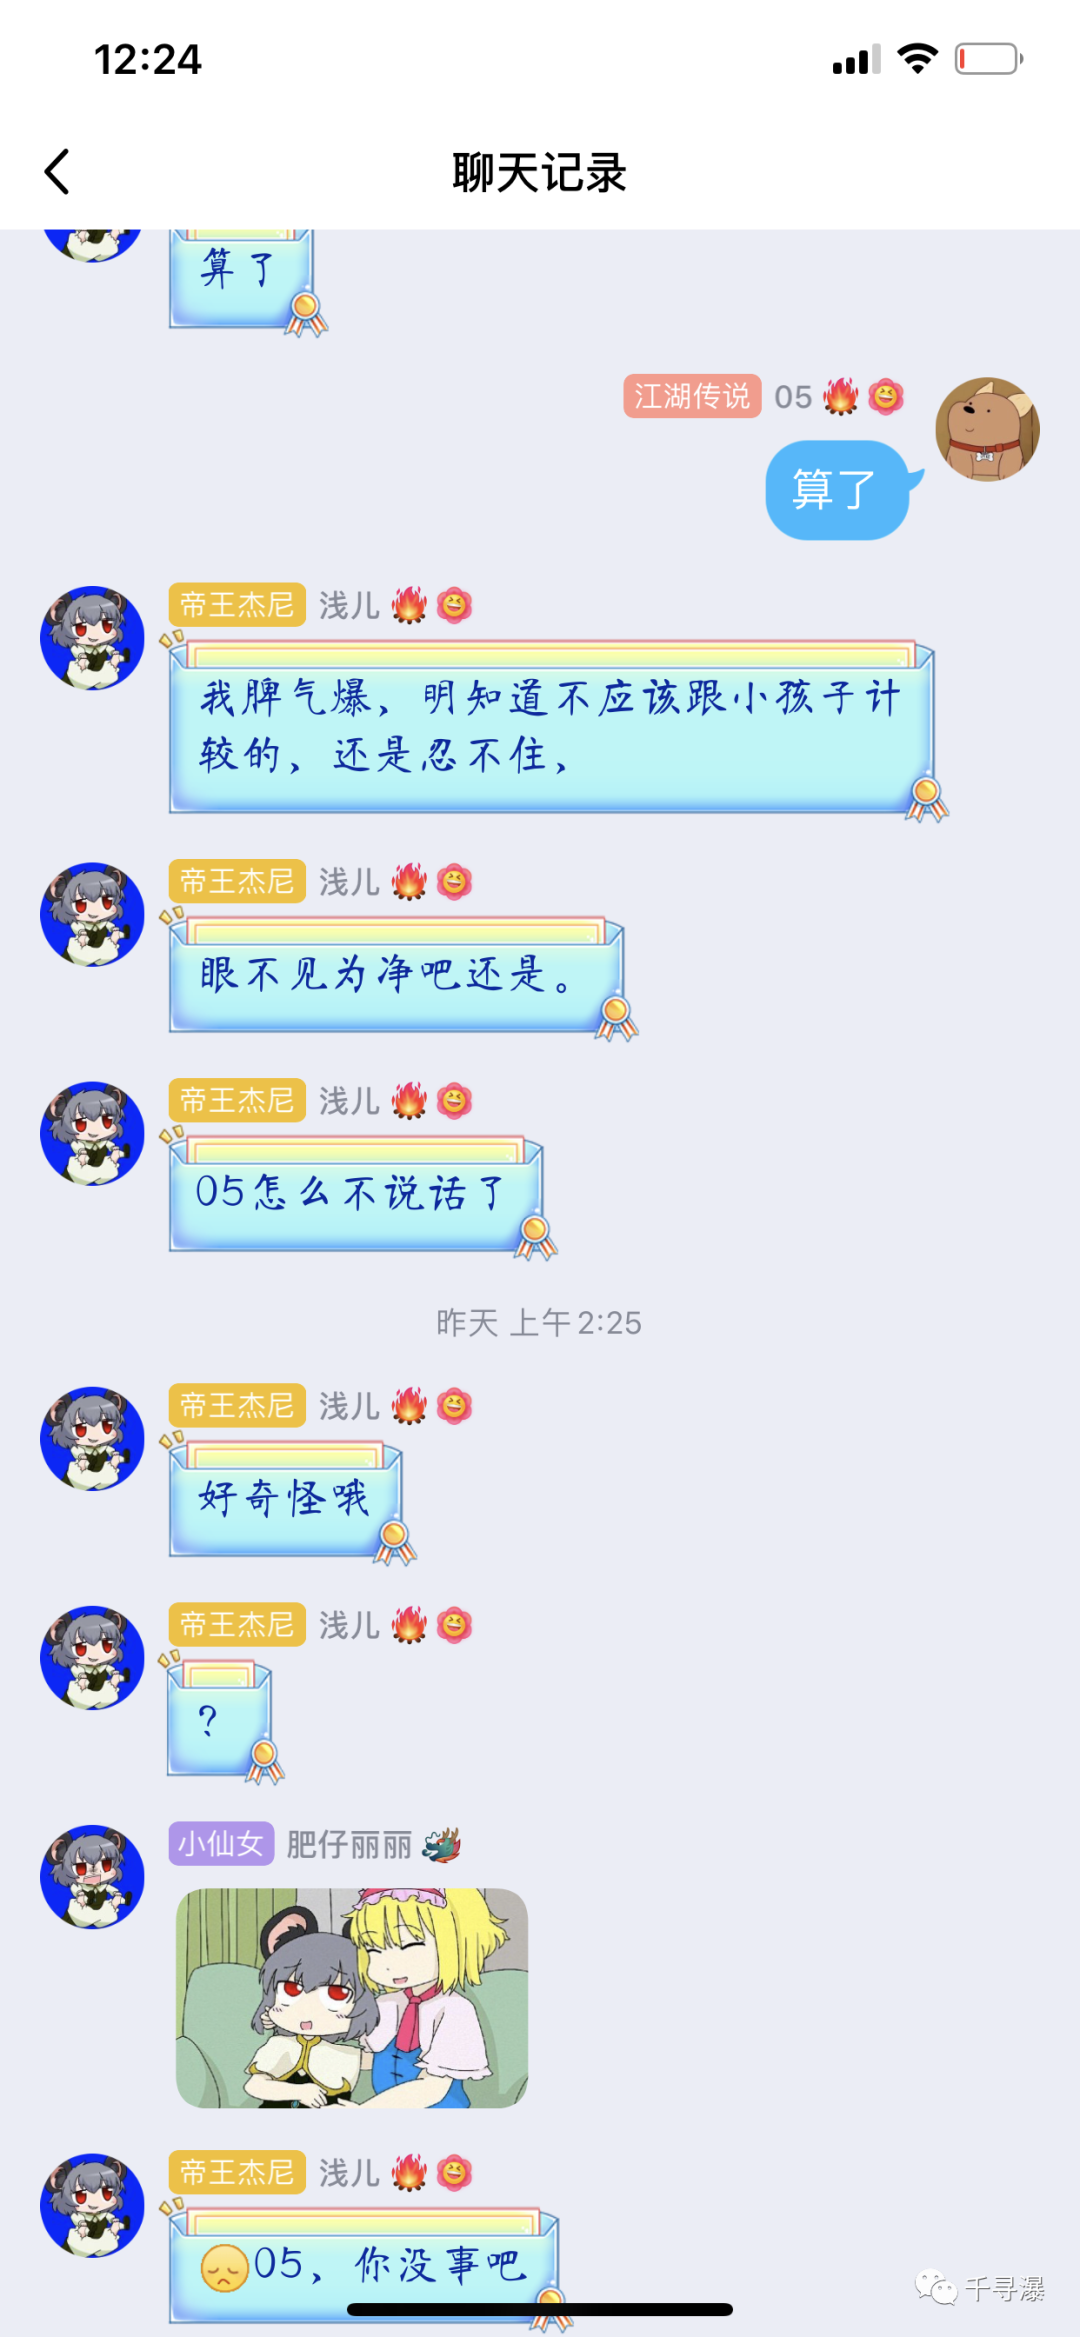 12:24
聊天记录
算了
江湖传说 05
算了
帝王杰尼 浅儿
我脾气爆，明知道不应该跟小孩子计
较的，还是忍不住，
帝王杰尼 浅儿
眼不见为净吧还是。
帝王杰尼 浅儿
05怎么不说话了
昨天 上午2:25
帝王杰尼 浅儿
好奇怪哦
帝王杰尼 浅儿
？
小仙女 肥仔丽丽
帝王杰尼 浅儿
😞05，你没事吧
千寻瀑